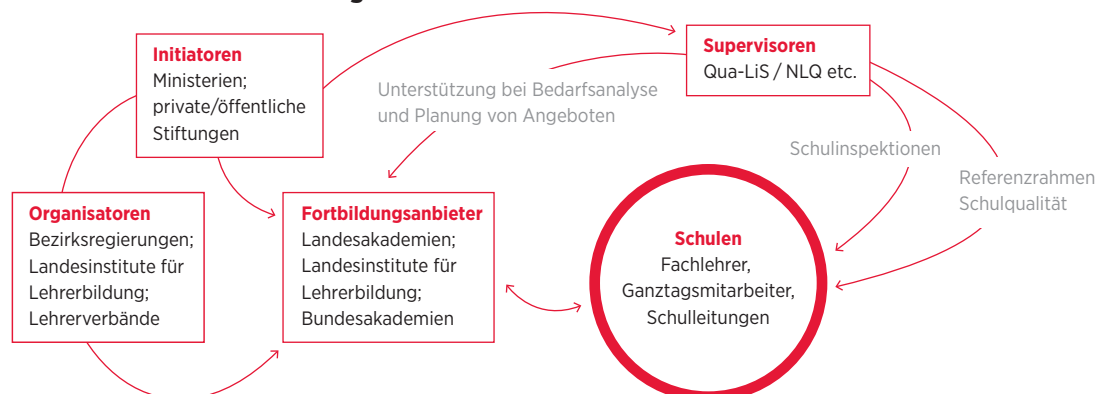 Initiatoren
Ministerien;
private/öffentliche
Stiftungen
Supervisoren
Qua-LiS / NLQ etc.
Unterstützung bei Bedarfsanalyse
und Planung von Angeboten
Schulinspektionen
Referenzrahmen
Schulqualität
Organisatoren
Bezirksregierungen;
Landesinstitute für
Lehrerbildung;
Lehrerverbände
Fortbildungsanbieter
Landesakademien;
Landesinstitute für
Lehrerbildung;
Bundesakademien
Schulen
Fachlehrer,
Ganztagsmitarbeiter,
Schulleitungen